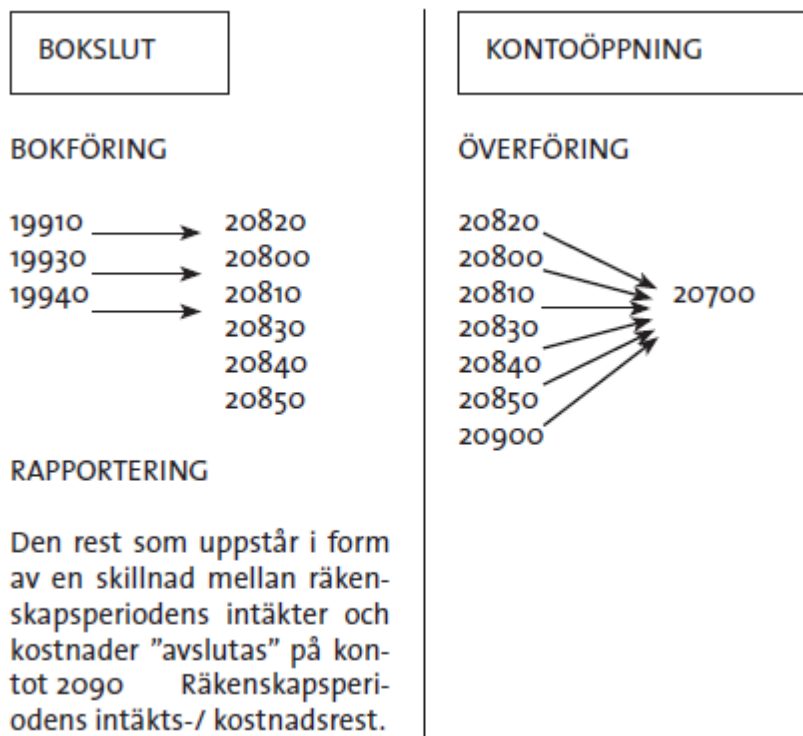 BOKSLUT
BOKFÖRING
19910 20820
19930 20800
19940 20810
20830
20840
20850
RAPPORTERING
Den rest som uppstår i form
av en skillnad mellan räken-
skapsperiodens intäkter och
kostnader ”avslutas” på kon-
tot 2090 Räkenskapsperi-
odens intäkts-/ kostnadsrest.
KONTOÖPPNING
ÖVERFÖRING
20820
20800
20810 20700
20830
20840
20850
20900